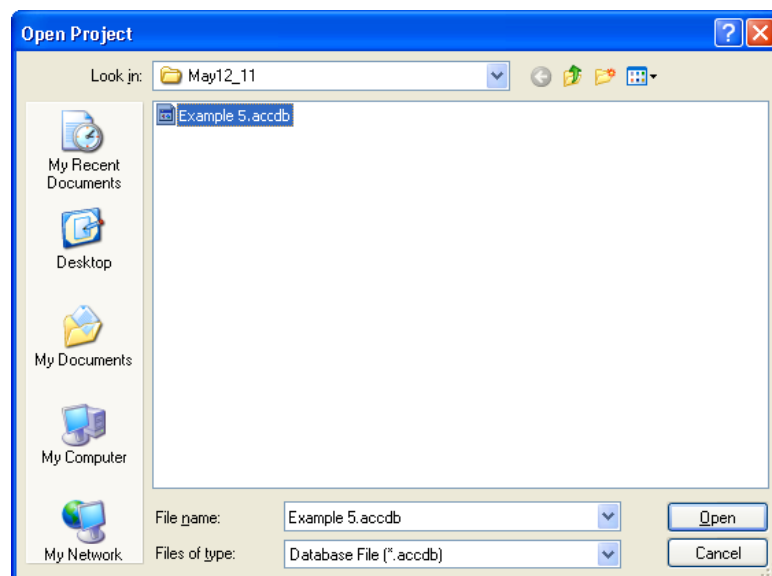 Open Project
Look in: May12_11
Example 5.accdb
My Recent
Documents
Desktop
My Documents
My Computer
My Network
File name: Example 5.accdb Open
Files of type: Database File (*.accdb) Cancel